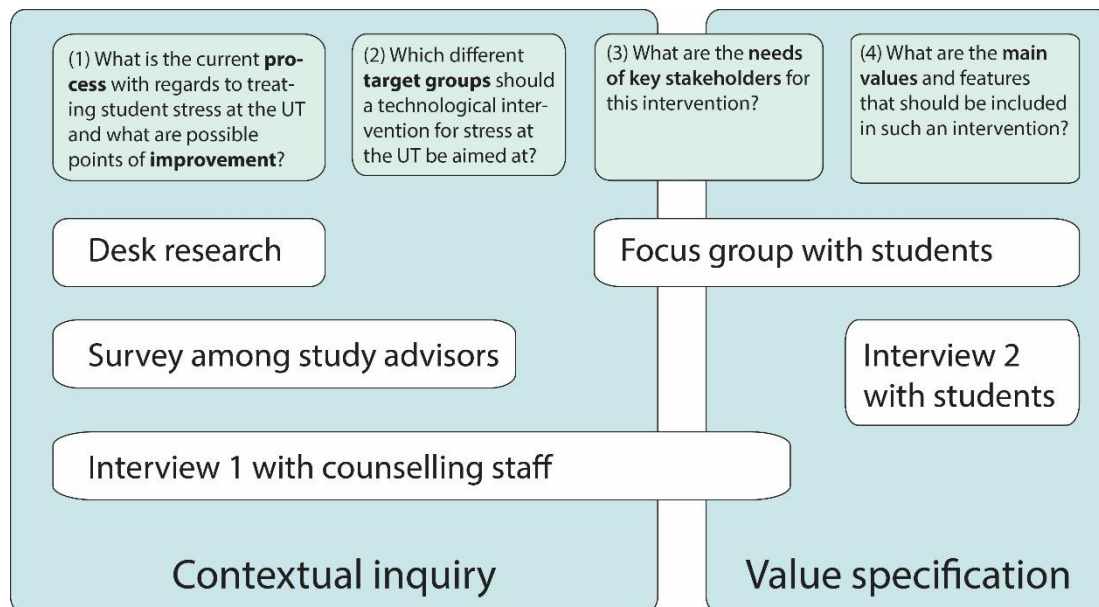 (1) What is the current pro-
cess with regards to treat-
ing student stress at the UT
and what are possible
points of improvement?
(2) Which different
target groups should
a technological inter-
vention for stress at
the UT be aimed at?
(3) What are the needs
of key stakeholders for
this intervention?
(4) What are the main
values and features
that should be included
in such an intervention?
Desk research
Focus group with students
Survey among study advisors
Interview 2
with students
Interview 1 with counselling staff
Contextual inquiry
Value specification